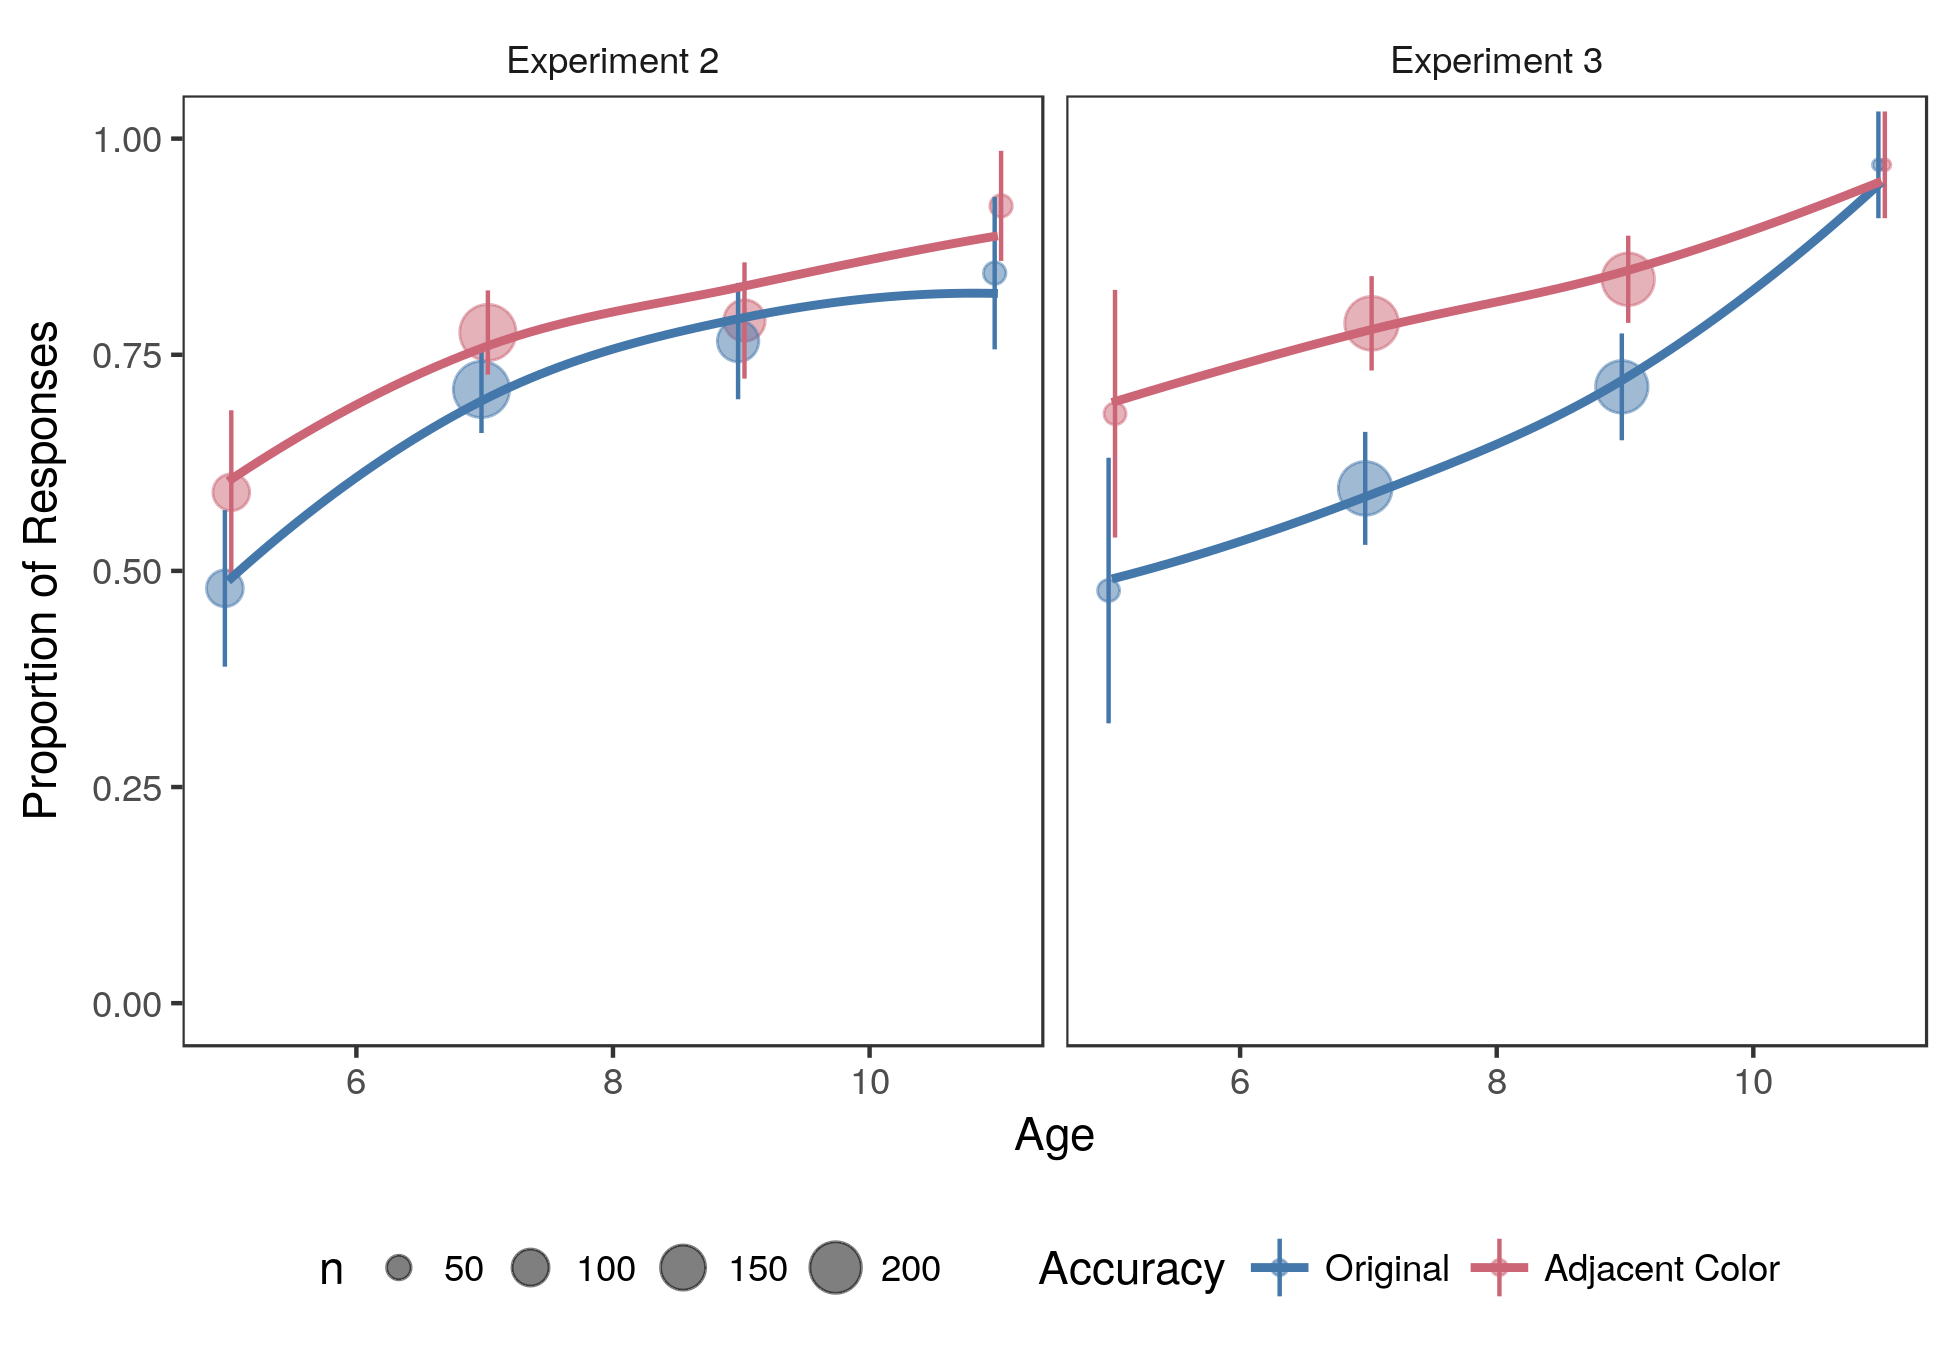 Experiment 2
Experiment 3
1.00
0.75
0.50
0.25
0.00
Proportion of Responses
6 8 10
6 8 10
Age
n 50 100 150 200
Accuracy Original Adjacent Color